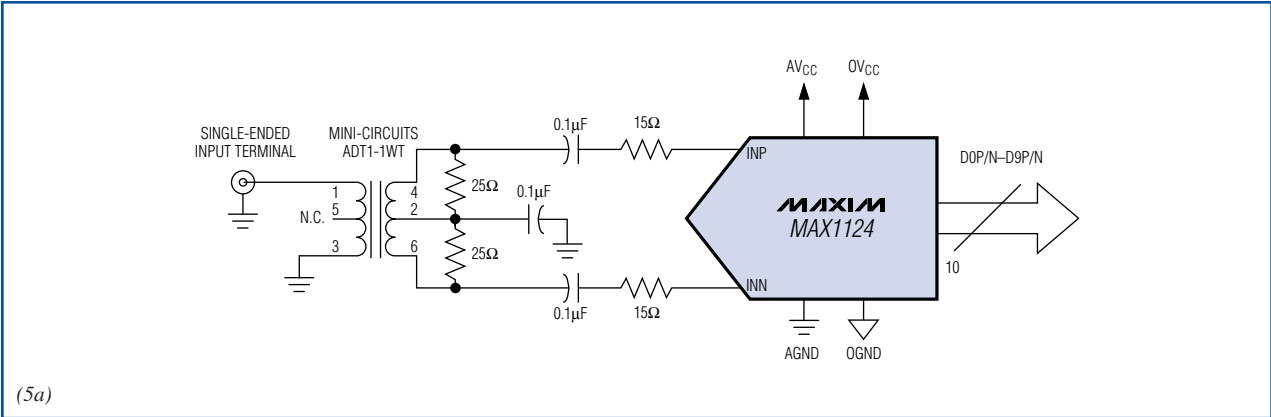 AVCC
OVCC
SINGLE-ENDED
INPUT TERMINAL
MINI-CIRCUITS
ADT1-1WT
0.1µF
15Ω
INP
D0P/N–D9P/N
1
5
3
N.C.
4
2
6
25Ω
0.1µF
25Ω
MAXIM
MAX1124
10
0.1µF
15Ω
INN
AGND
OGND
(5a)